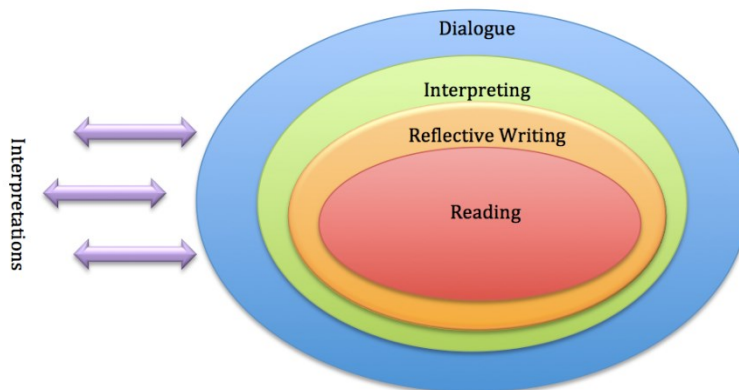 Dialogue
Interpreting
Reflective Writing
Reading
Interpretations